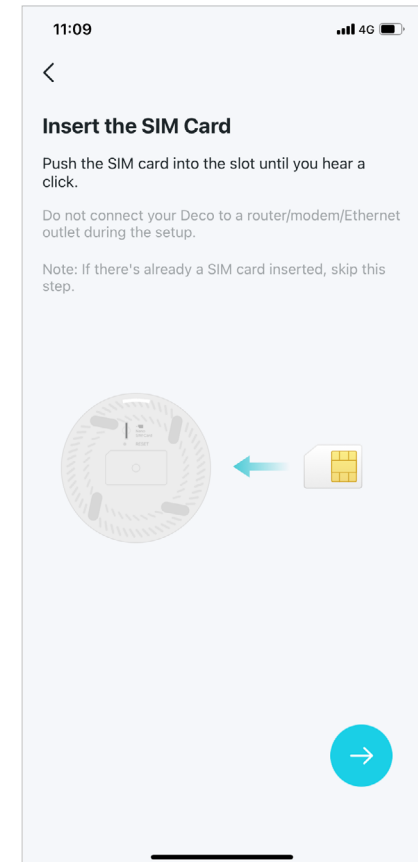 11:09
4G
Insert the SIM Card
Push the SIM card into the slot until you hear a
click.
Do not connect your Deco to a router/modem/Ethernet
outlet during the setup.
Note: If there's already a SIM card inserted, skip this
step.
RESET